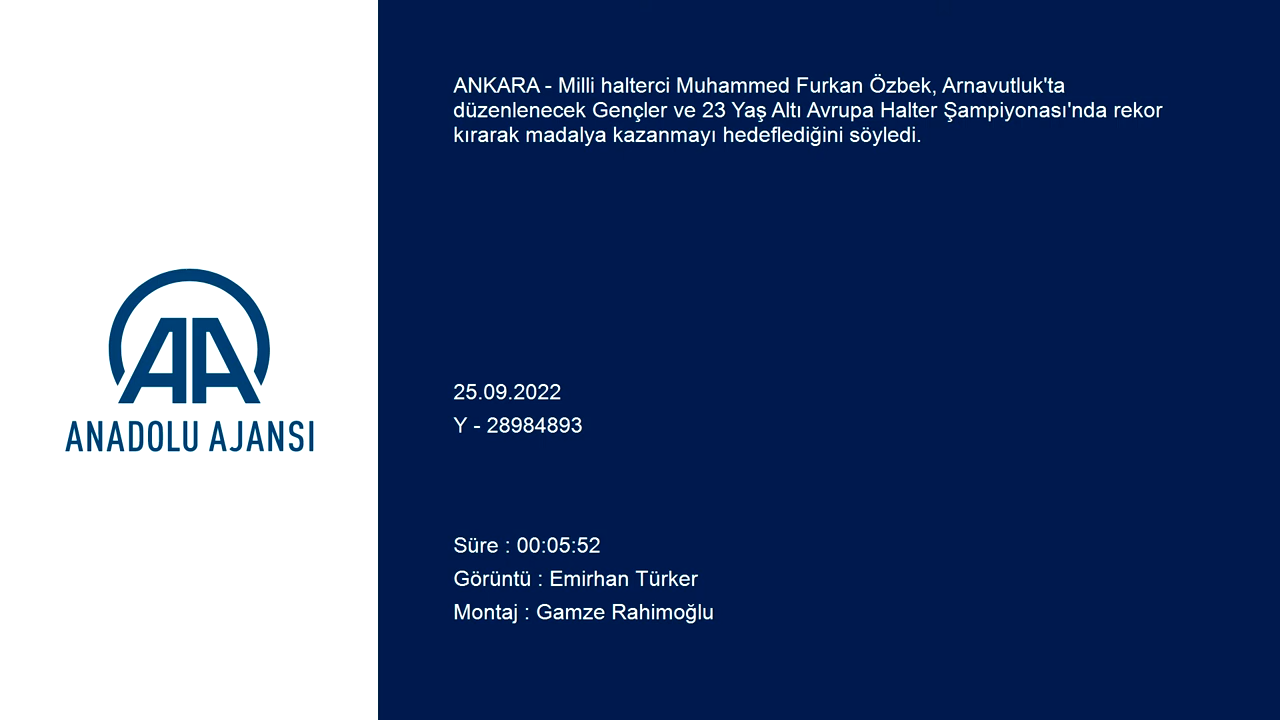 ANKARA - Milli halterci Muhammed Furkan Özbek, Arnavutluk'ta
düzenlenecek Gençler ve 23 Yaş Altı Avrupa Halter Şampiyonası'nda rekor
kırarak madalya kazanmayı hedeflediğini söyledi.
AA
ANADOLU AJANSI
25.09.2022
Y - 28984893
Süre : 00:05:52
Görüntü : Emirhan Türker
Montaj : Gamze Rahimoğlu